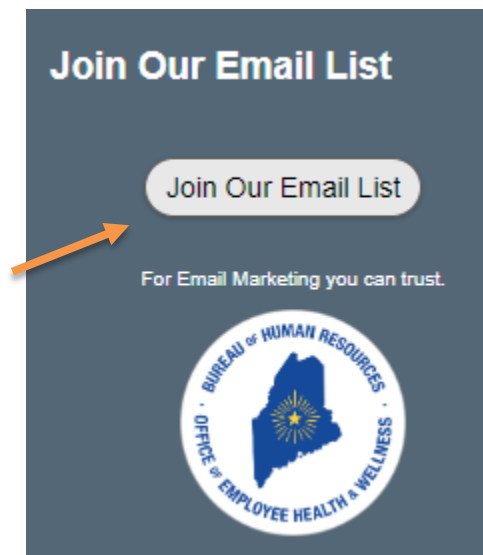 Join Our Email List
Join Our Email List
For Email Marketing you can trust.
BUREAU OF HUMAN RESOURCES
OFFICE OF EMPLOYEE HEALTH & WELLNESS